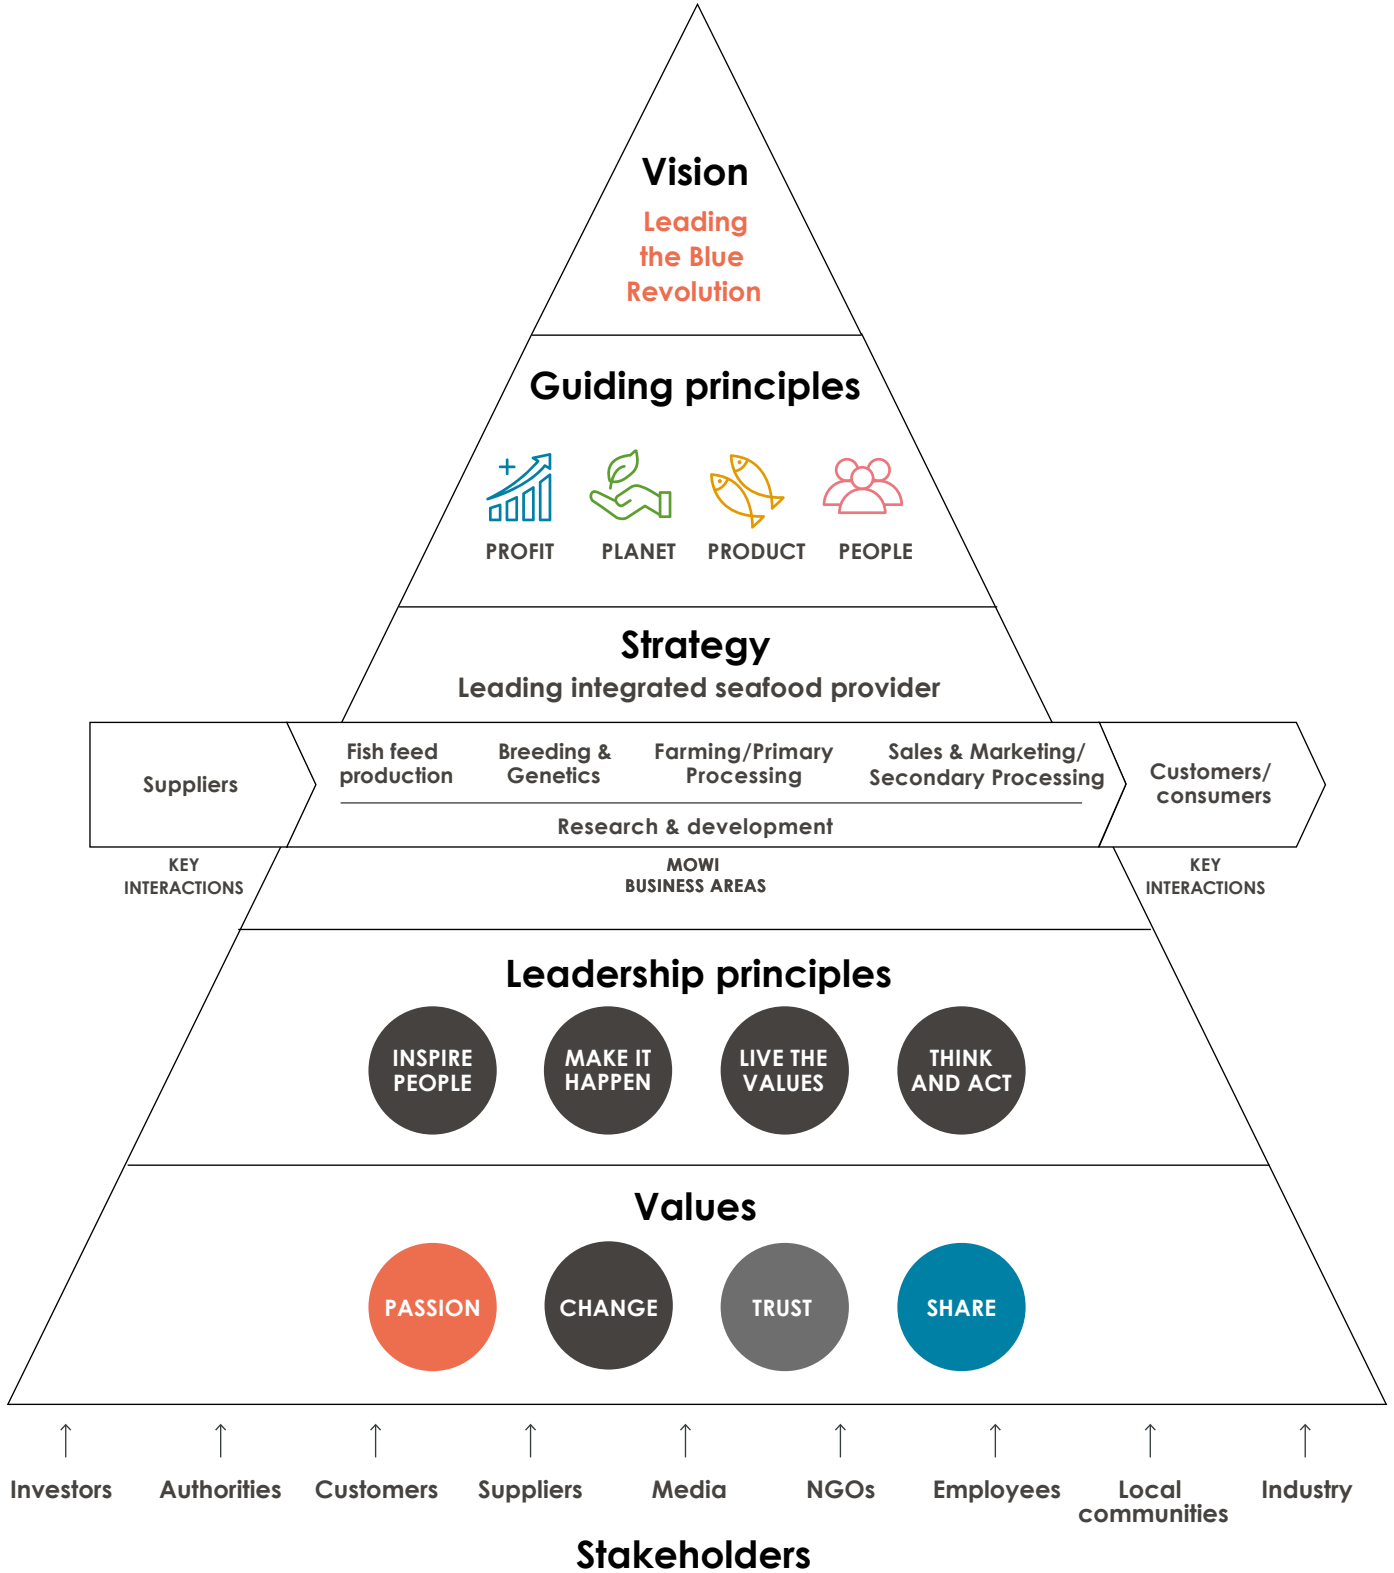 Vision
Leading
the Blue
Revolution
Guiding principles
PROFIT
PLANET
PRODUCT
PEOPLE
Strategy
Leading integrated seafood provider
Suppliers
Fish feed
production
Breeding &
Genetics
Farming/Primary
Processing
Sales & Marketing/
Secondary Processing
Research & development
Customers/
consumers
KEY
INTERACTIONS
MOWI
BUSINESS AREAS
KEY
INTERACTIONS
Leadership principles
INSPIRE
PEOPLE
MAKE IT
HAPPEN
LIVE THE
VALUES
THINK
AND ACT
Values
PASSION
CHANGE
TRUST
SHARE
Investors
Authorities
Customers
Suppliers
Media
NGOs
Employees
Local
communities
Industry
Stakeholders